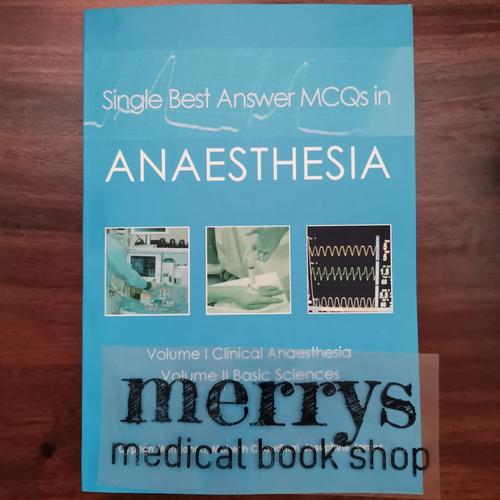 Single Best Answer MCQs in
ANAESTHESIA
Volume I Clinical Anaesthesia
Volume II Basic Sciences
merrys
medical book shop